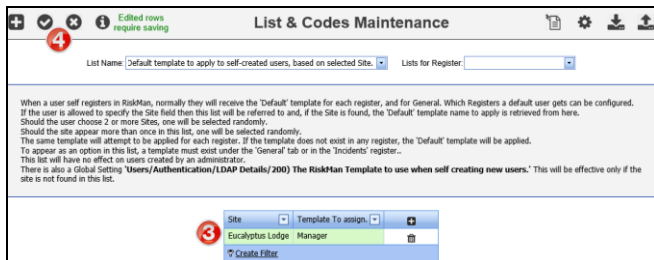 Edited rows
require saving
List & Codes Maintenance
4
List Name: Default template to apply to self-created users, based on selected Site.
Lists for Register:
When a user self registers in RiskMan, normally they will receive the 'Default' template for each register, and for General. Which Registers a default user gets can be configured.
If the user is allowed to specify the Site field then this list will be referred to and, if the Site is found, the 'Default' template name to apply is retrieved from here.
Should the user choose 2 or more Sites, one will be selected randomly.
Should the site appear more than once in this list, one will be selected randomly.
The same template will attempt to be applied for each register. If the template does not exist in any register, the 'Default' template will be applied.
To appear as an option in this list, a template must exist under the 'General' tab or in the 'Incidents' register..
This list will have no effect on users created by an administrator.
There is also a Global Setting 'Users/Authentication/LDAP Details/200) The RiskMan Template to use when self creating new users.' This will be effective only if the
site is not found in this list.
Site Template To assign.
3
Eucalyptus Lodge Manager
Create Filter